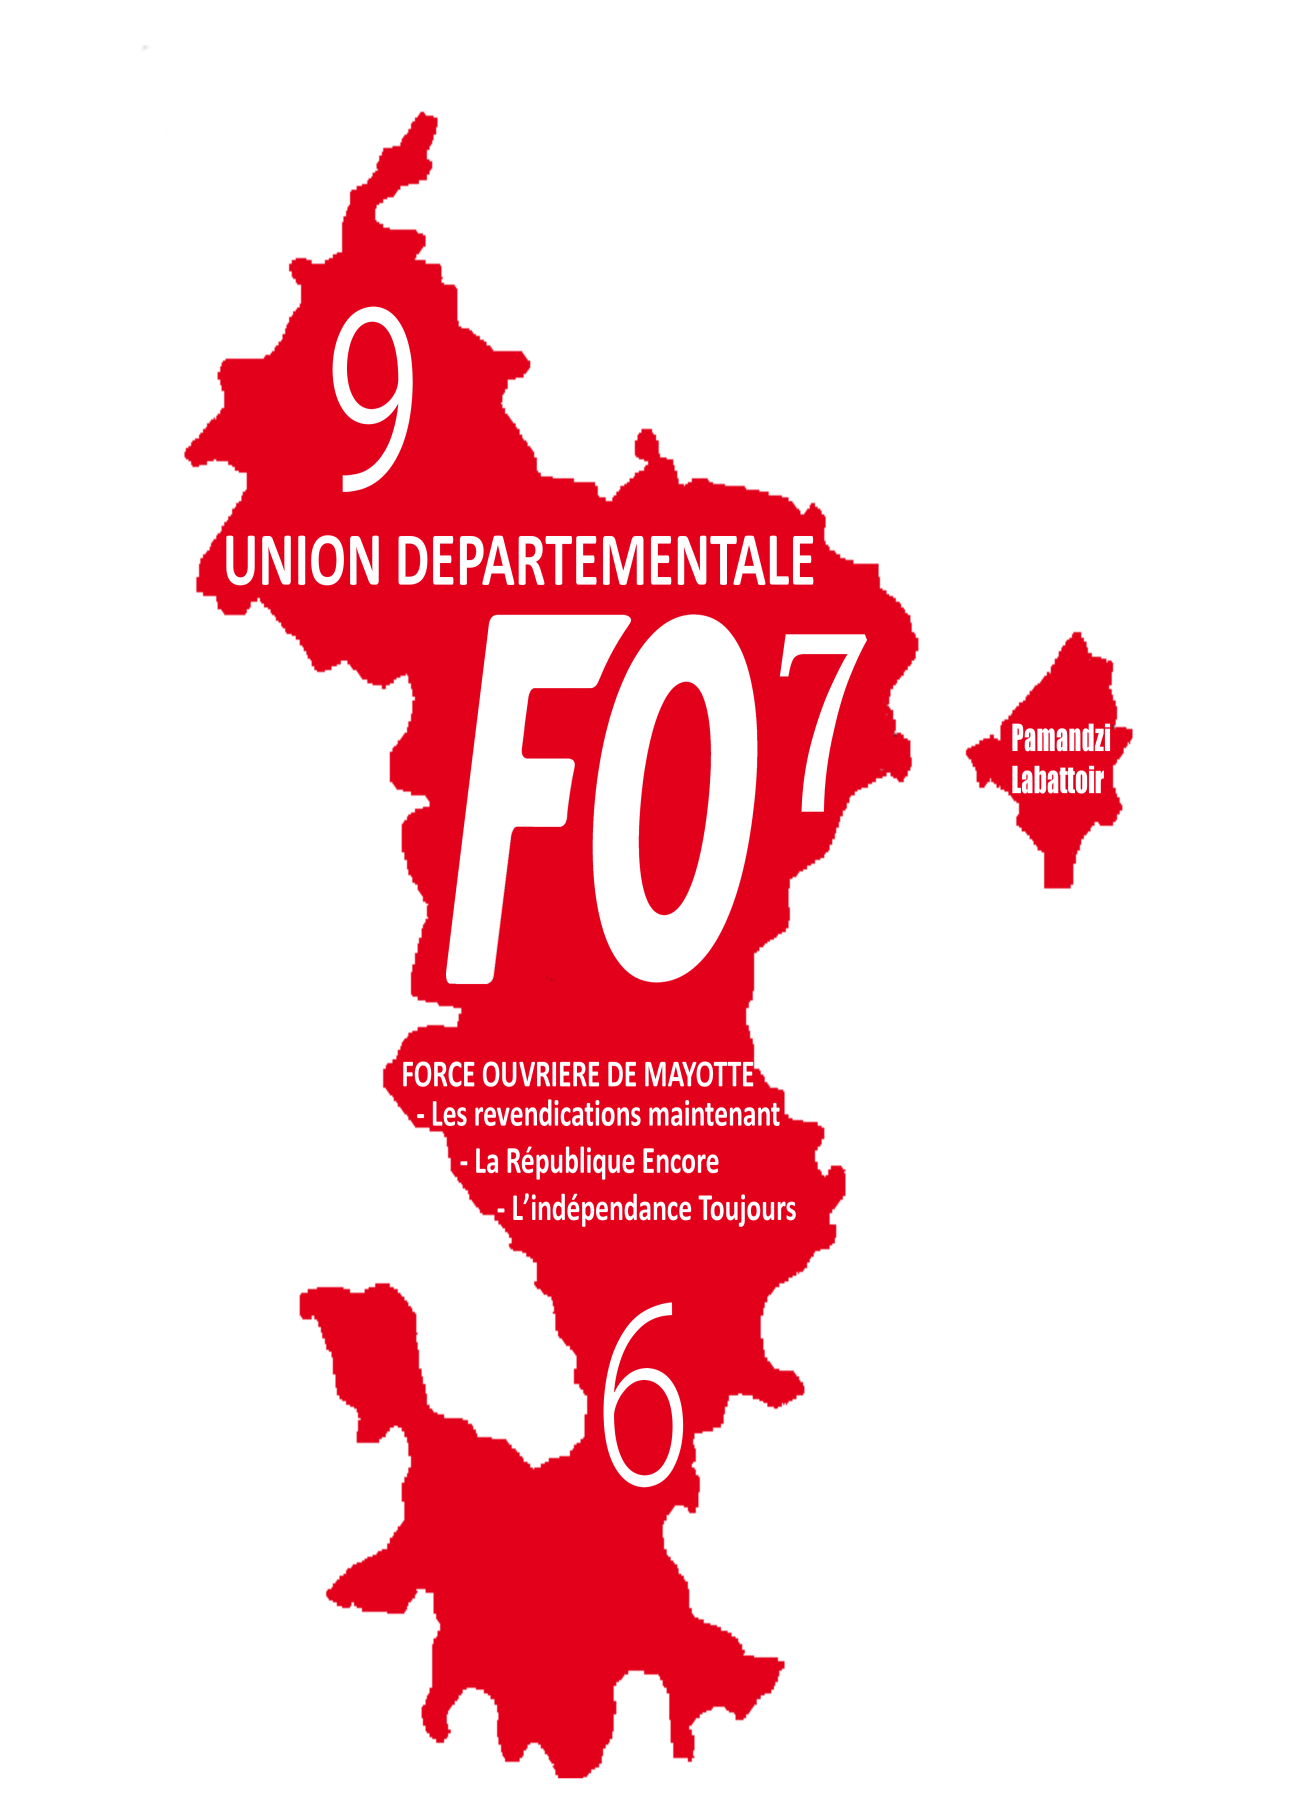 9
UNION DEPARTEMENTALE
FO 7
Pamandzi
Labattoir
FORCE OUVRIERE DE MAYOTTE
- Les revendications maintenant
- La République Encore
- L’indépendance Toujours
6